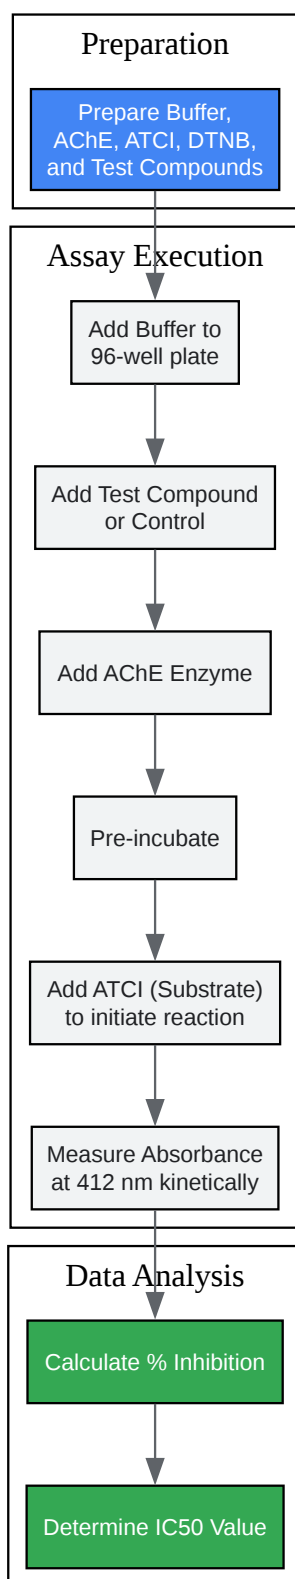 Preparation
Prepare Buffer,
AChE, ATCI, DTNB,
and Test Compounds
Assay Execution
Add Buffer to
96-well plate
Add Test Compound
or Control
Add AChE Enzyme
Pre-incubate
Add ATCI (Substrate)
to initiate reaction
Measure Absorbance
at 412 nm kinetically
Data Analysis
Calculate % Inhibition
Determine IC50 Value